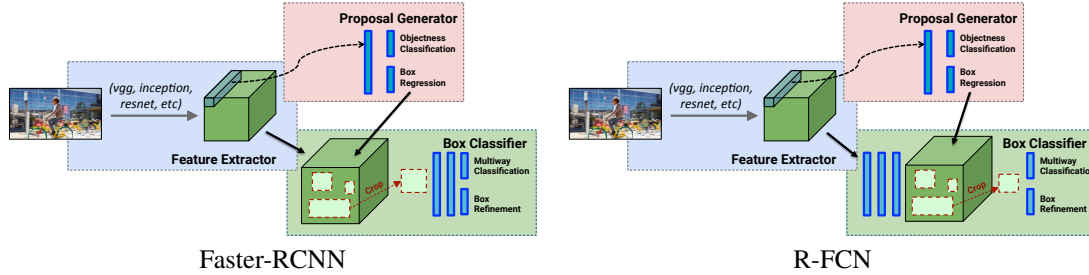 Proposal Generator
Objectness
Classification
Box
Regression
(vgg, inception,
resnet, etc)
Feature Extractor
Box Classifier
Multiway
Classification
Crop
Box
Refinement
Faster-RCNN
Proposal Generator
Objectness
Classification
Box
Regression
(vgg, inception,
resnet, etc)
Feature Extractor
Box Classifier
Multiway
Classification
Crop
Box
Refinement
R-FCN